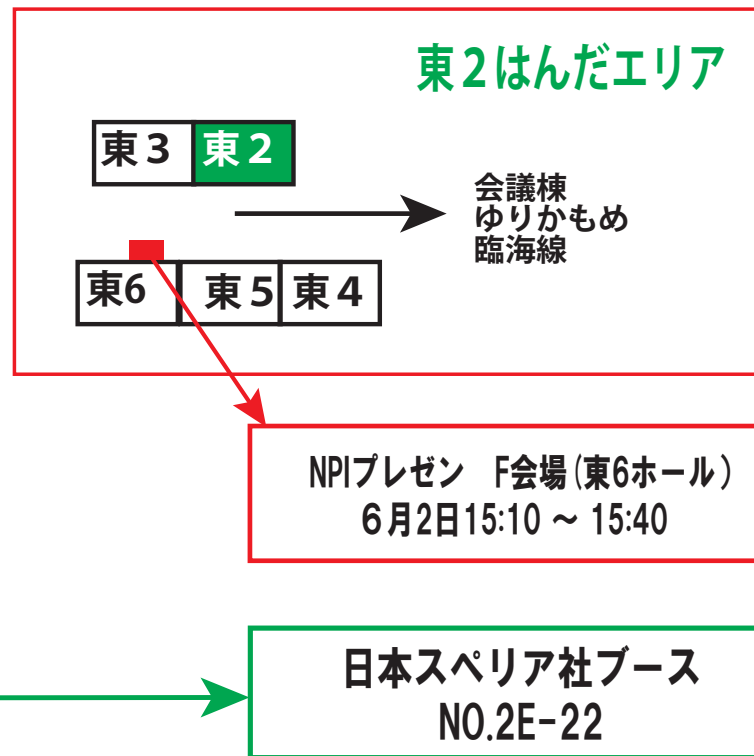 東2はんだエリア
東3 東2
会議棟
ゆりかもめ
臨海線
東6 東5 東4
NPIプレゼン　F会場(東6ホール)
6月2日15:10 ～ 15:40
日本スペリア社ブース
NO.2E-22